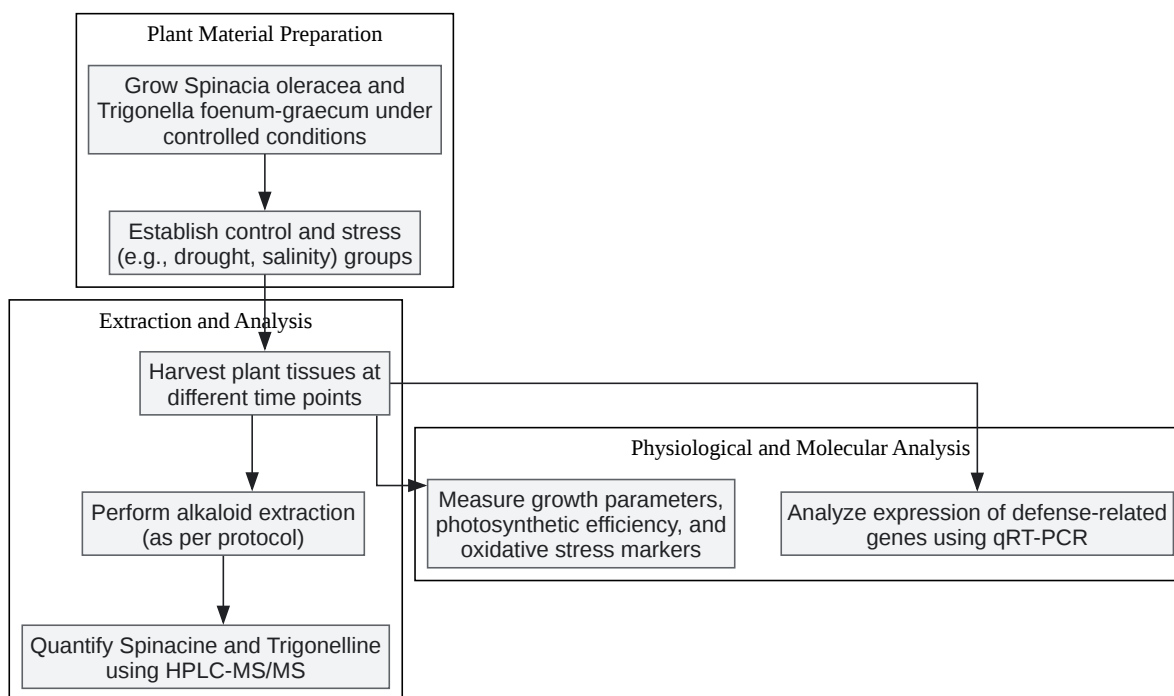 Plant Material Preparation
Grow Spinacia oleracea and
Trigonella foenum-graecum under
controlled conditions
Establish control and stress
(e.g., drought, salinity) groups
Extraction and Analysis
Harvest plant tissues at
different time points
Perform alkaloid extraction
(as per protocol)
Quantify Spinacine and Trigonelline
using HPLC-MS/MS
Physiological and Molecular Analysis
Measure growth parameters,
photosynthetic efficiency, and
oxidative stress markers
Analyze expression of defense-related
genes using qRT-PCR